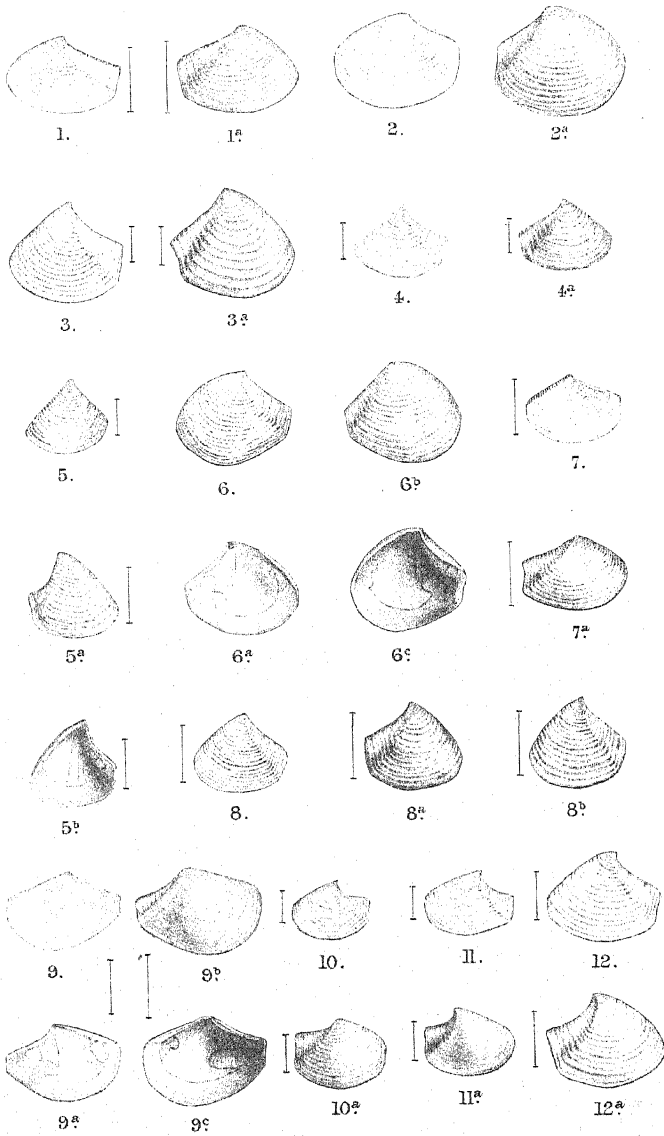 1. 1ª. 2. 2ª.
3. 3ª. 4. 4ª.
5. 6. 6ᵇ. 7.
5ª. 6ª. 6ᶜ. 7ª.
5ᵇ. 8. 8ª. 8ᵇ.
9. 9ᵇ. 10. 11. 12.
9ª. 9ᶜ. 10ª. 11ª. 12ª.